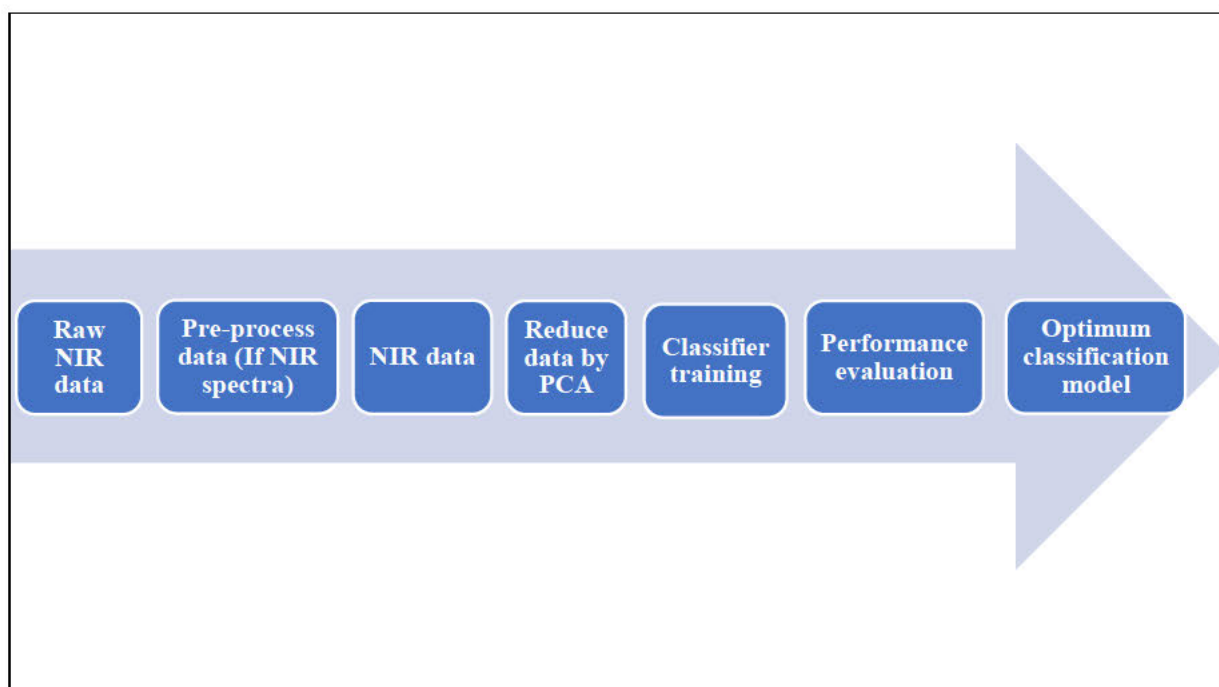 Raw
NIR
data
Pre-process
data (If NIR
spectra)
NIR data
Reduce
data by
PCA
Classifier
training
Performance
evaluation
Optimum
classification
model